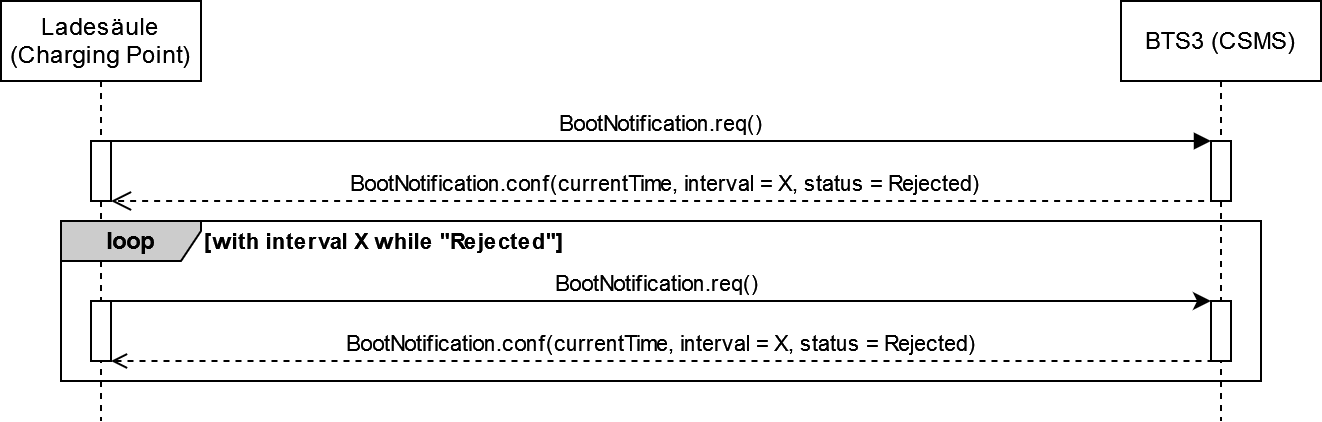 Ladesäule
(Charging Point)
BTS3 (CSMS)
BootNotification.req()
BootNotification.conf(currentTime, interval = X, status = Rejected)
loop
[with interval X while "Rejected"]
BootNotification.req()
BootNotification.conf(currentTime, interval = X, status = Rejected)